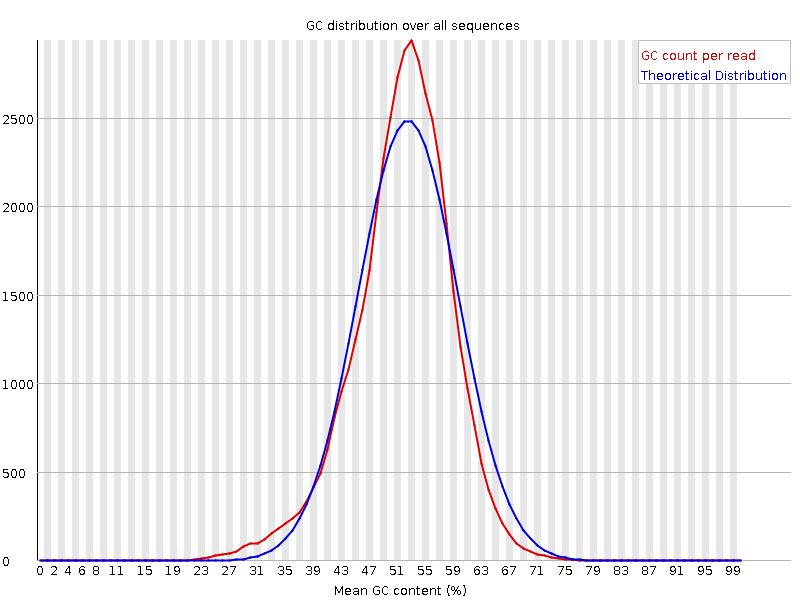 GC distribution over all sequences
GC count per read
Theoretical Distribution
2500
2000
1500
1000
500
0
0 2 4 6 8 11 15 19 23 27 31 35 39 43 47 51 55 59 63 67 71 75 79 83 87 91 95 99
Mean GC content (%)